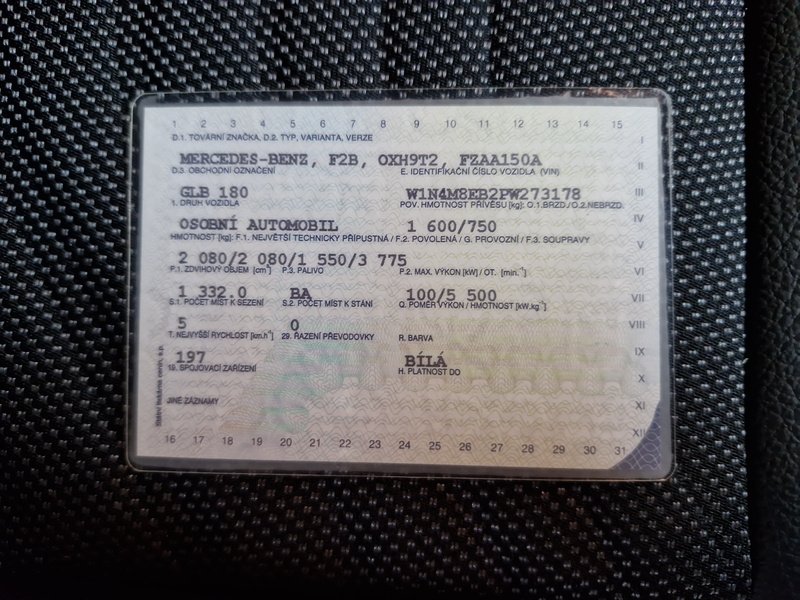 1 2 3 4 5 6 7 8 9 10 11 12 13 14 15
D.1. TOVÁRNÍ ZNAČKA, D.2. TYP, VARIANTA, VERZE
I
MERCEDES-BENZ, F2B, OXH9T2, FZAA150A
II
D.3. OBCHODNÍ OZNAČENÍ E. IDENTIFIKAČNÍ ČÍSLO VOZIDLA (VIN)
GLB 180 W1N4M8EB2PW273178
III
1. DRUH VOZIDLA POV. HMOTNOST PŘÍVĚSU [kg]: O.1.BRZD./O.2.NEBRZD.
OSOBNÍ AUTOMOBIL 1 600/750
IV
HMOTNOST [kg]: F.1. NEJVĚTŠÍ TECHNICKY PŘÍPUSTNÁ / F.2. POVOLENÁ / G. PROVOZNÍ / F.3. SOUPRAVY
V
2 080/2 080/1 550/3 775
P.1. ZDVIHOVÝ OBJEM [cm³] P.3. PALIVO P.2. MAX. VÝKON [kW] / OT. [min.⁻¹]
VI
1 332.0 BA 100/5 500
VII
S.1. POČET MÍST K SEZENÍ S.2. POČET MÍST K STÁNÍ Q. POMĚR VÝKON / HMOTNOST [kW.kg⁻¹]
5 0
VIII
T. NEJVYŠŠÍ RYCHLOST [km.h⁻¹] 29. ŘAZENÍ PŘEVODOVKY R. BARVA
197 BÍLÁ
IX
19. SPOJOVACÍ ZAŘÍZENÍ H. PLATNOST DO
X
JINÉ ZÁZNAMY
XI
XII
16 17 18 19 20 21 22 23 24 25 26 27 28 29 30 31
Státní tiskárna cenin, s.p.